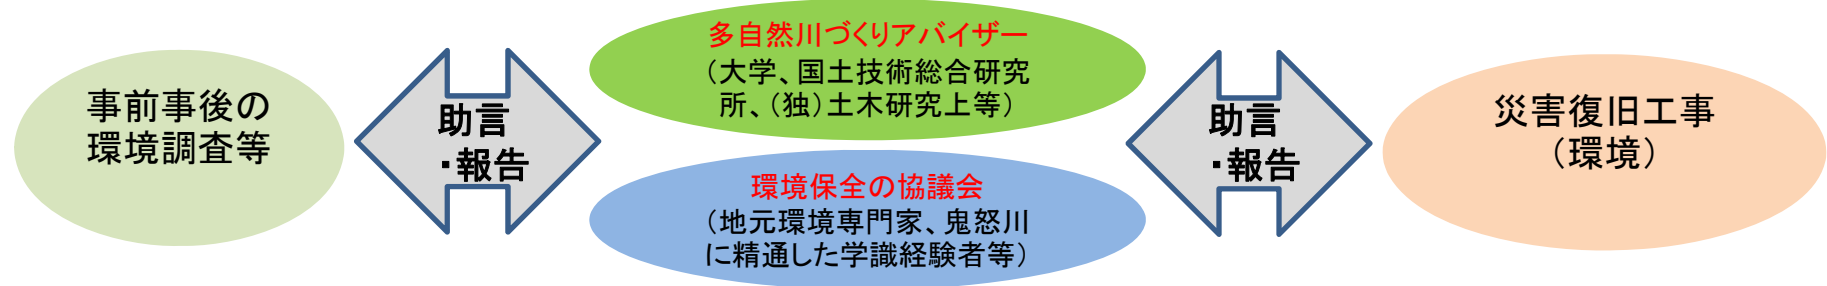 事前事後の
環境調査等
助言
・報告
多自然川づくりアバイザー
（大学、国土技術総合研究
所、（独）土木研究上等）
環境保全の協議会
（地元環境専門家、鬼怒川
に精通した学識経験者等）
助言
・報告
災害復旧工事
（環境）